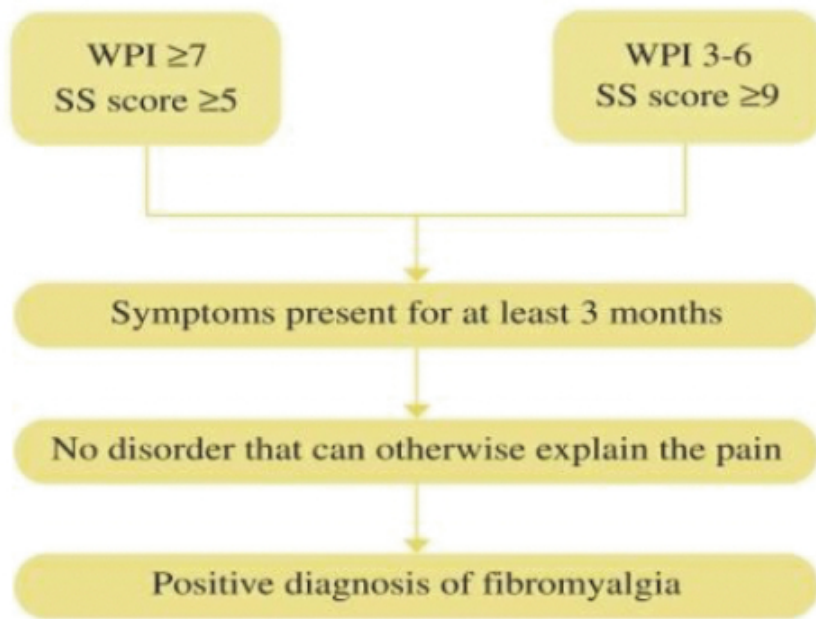 WPI ≥7
SS score ≥5
WPI 3-6
SS score ≥9
Symptoms present for at least 3 months
No disorder that can otherwise explain the pain
Positive diagnosis of fibromyalgia